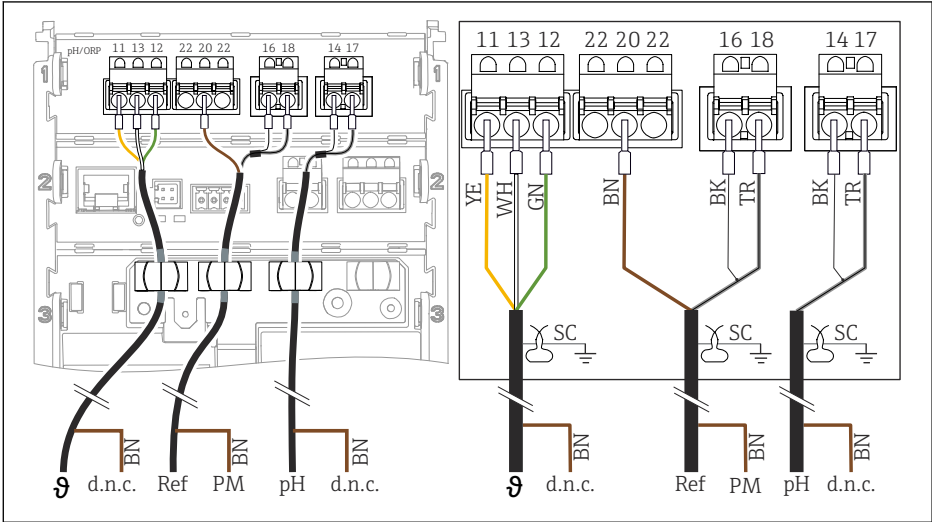 pH/ORP 11 13 12 22 20 22 16 18 14 17
1 1
2 2
3 3
BN BN BN
ϑ d.n.c. Ref PM pH d.n.c.
11 13 12 22 20 22 16 18 14 17
YE WH GN BN BK TR BK TR
SC SC SC
BN BN BN
ϑ d.n.c. Ref PM pH d.n.c.